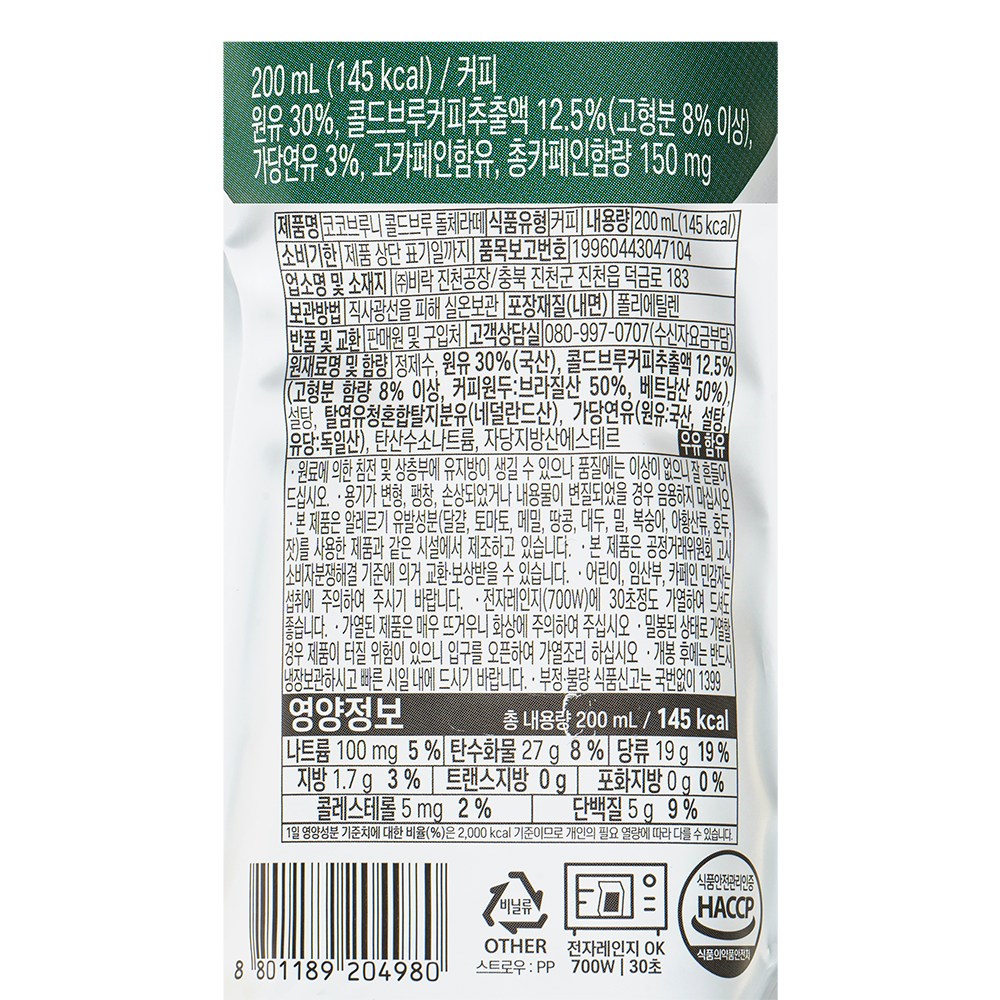 200 mL (145 kcal) / 커피
원유 30%, 콜드브루커피추출액 12.5%(고형분 8% 이상),
가당연유 3%, 고카페인함유, 총카페인함량 150 mg
제품명 코코브루니 콜드브루 돌체라떼 식품유형 커피 내용량 200 mL(145 kcal)
소비기한 제품 상단 표기일까지 품목보고번호 19960443047104
업소명 및 소재지 ㈜비락 진천공장/충북 진천군 진천읍 덕금로 183
보관방법 직사광선을 피해 실온보관 포장재질(내면) 폴리에틸렌
반품 및 교환 판매원 및 구입처 고객상담실 080-997-0707(수신자요금부담)
원재료명 및 함량 정제수, 원유 30%(국산), 콜드브루커피추출액 12.5%
(고형분 함량 8% 이상, 커피원두:브라질산 50%, 베트남산 50%),
설탕, 탈염유청혼합탈지분유(네덜란드산), 가당연유(원유:국산, 설탕,
유당:독일산), 탄산수소나트륨, 자당지방산에스테르 우유 함유
·원료에 의한 침전 및 상층부에 유지방이 생길 수 있으나 품질에는 이상이 없으니 잘 흔들어
드십시오. ·용기가 변형, 팽창, 손상되었거나 내용물이 변질되었을 경우 음용하지 마십시오
·본 제품은 알레르기 유발성분(달걀, 토마토, 메밀, 땅콩, 대두, 밀, 복숭아, 아황산류, 호두,
잣)를 사용한 제품과 같은 시설에서 제조하고 있습니다. ·본 제품은 공정거래위원회 고시
소비자분쟁해결 기준에 의거 교환·보상받을 수 있습니다. ·어린이, 임산부, 카페인 민감자는
섭취에 주의하여 주시기 바랍니다. ·전자레인지(700W)에 30초정도 가열하여 드셔도
좋습니다. ·가열된 제품은 매우 뜨거우니 화상에 주의하여 주십시오 ·밀봉된 상태로 가열할
경우 제품이 터질 위험이 있으니 입구를 오픈하여 가열조리 하십시오 ·개봉 후에는 반드시
냉장보관하시고 빠른 시일 내에 드시기 바랍니다. ·부정·불량 식품신고는 국번없이 1399
영양정보 총 내용량 200 mL / 145 kcal
나트륨 100 mg 5 % 탄수화물 27 g 8 % 당류 19 g 19 %
지방 1.7 g 3 % 트랜스지방 0 g 포화지방 0 g 0 %
콜레스테롤 5 mg 2 % 단백질 5 g 9 %
1일 영양성분 기준치에 대한 비율(%)은 2,000 kcal 기준이므로 개인의 필요 열량에 따라 다를 수 있습니다.
비닐류
OTHER
스트로우 : PP
전자레인지 OK
700W | 30초
식품안전관리인증
HACCP
식품의약품안전처
8 801189 204980